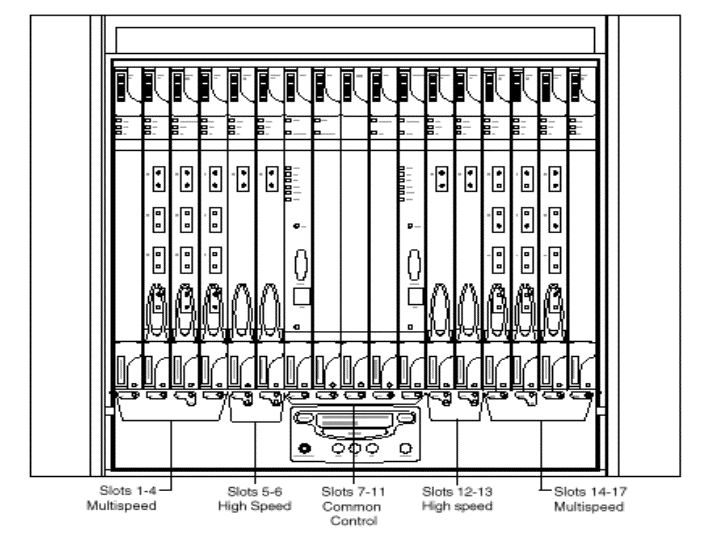 Slots 1-4
Multispeed
Slots 5-6
High Speed
Slots 7-11
Common
Control
Slots 12-13
High speed
Slots 14-17
Multispeed